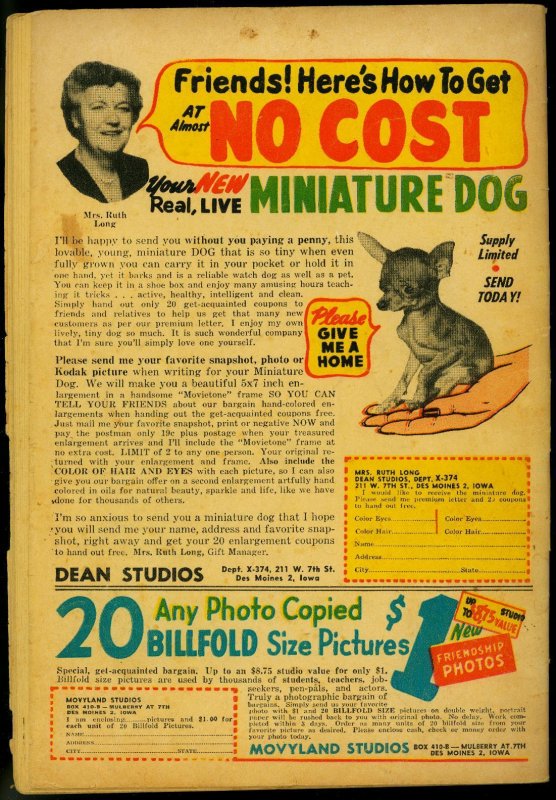 Friends! Here's How To Get
AT Almost NO COST
Your NEW Real, LIVE MINIATURE DOG
Mrs. Ruth
Long
I'll be happy to send you without you paying a penny, this
lovable, young, miniature DOG that is so tiny when even
fully grown you can carry it in your pocket or hold it in
one hand, yet it barks and is a reliable watch dog as well as a pet.
You can keep it in a shoe box and enjoy many amusing hours teach-
ing it tricks . . . active, healthy, intelligent and clean.
Simply hand out only 20 get-acquainted coupons to
friends and relatives to help us get that many new
customers as per our premium letter. I enjoy my own
lively, tiny dog so much. It is such wonderful company
that I'm sure you'll simply love one yourself.
Supply
Limited
•
SEND
TODAY!
Please
GIVE
ME A
HOME
Please send me your favorite snapshot, photo or
Kodak picture when writing for your Miniature
Dog. We will make you a beautiful 5x7 inch en-
largement in a handsome "Movietone" frame SO YOU CAN
TELL YOUR FRIENDS about our bargain hand-colored en-
largements when handing out the get-acquainted coupons free.
Just mail me your favorite snapshot, print or negative NOW and
pay the postman only 19c plus postage when your treasured
enlargement arrives and I'll include the "Movietone" frame at
no extra cost. LIMIT of 2 to any one person. Your original re-
turned with your enlargement and frame. Also include the
COLOR OF HAIR AND EYES with each picture, so I can also
give you our bargain offer on a second enlargement artfully hand
colored in oils for natural beauty, sparkle and life, like we have
done for thousands of others.
I'm so anxious to send you a miniature dog that I hope
you will send me your name, address and favorite snap-
shot, right away and get your 20 enlargement coupons
to hand out free. Mrs. Ruth Long, Gift Manager.
DEAN STUDIOS Dept. X-374, 211 W. 7th St.
Des Moines 2, Iowa
MRS. RUTH LONG
DEAN STUDIOS, DEPT. X-374
211 W. 7TH ST., DES MOINES 2, IOWA
I would like to receive the miniature dog.
Please send me premium letter and 20 coupons
to hand out free.
Color Eyes Color Eyes
Color Hair Color Hair
Name
Address
City State
20 Any Photo Copied
BILLFOLD Size Pictures $1
UP TO $8.75 STUDIO VALUE
New
FRIENDSHIP
PHOTOS
Special, get-acquainted bargain. Up to an $8.75 studio value for only $1.
Billfold size pictures are used by thousands of students, teachers, job-
seekers, pen-pals, and actors.
Truly a photographic bargain of
bargains. Simply send us your favorite
photo with $1 and 20 BILLFOLD SIZE pictures on double weight, portrait
paper will be rushed back to you with original photo. No delay. Work com-
pleted within 3 days. Order as many units of 20 billfold size from your
favorite picture as desired. Please enclose cash, check or money order with
your photo today.
MOVYLAND STUDIOS BOX 410-B — MULBERRY AT 7TH
DES MOINES 2, IOWA
MOVYLAND STUDIOS
BOX 410-B — MULBERRY AT 7TH
DES MOINES 2, IOWA
I am enclosing pictures and $1.00 for
each unit of 20 Billfold Pictures.
NAME
ADDRESS
CITY STATE